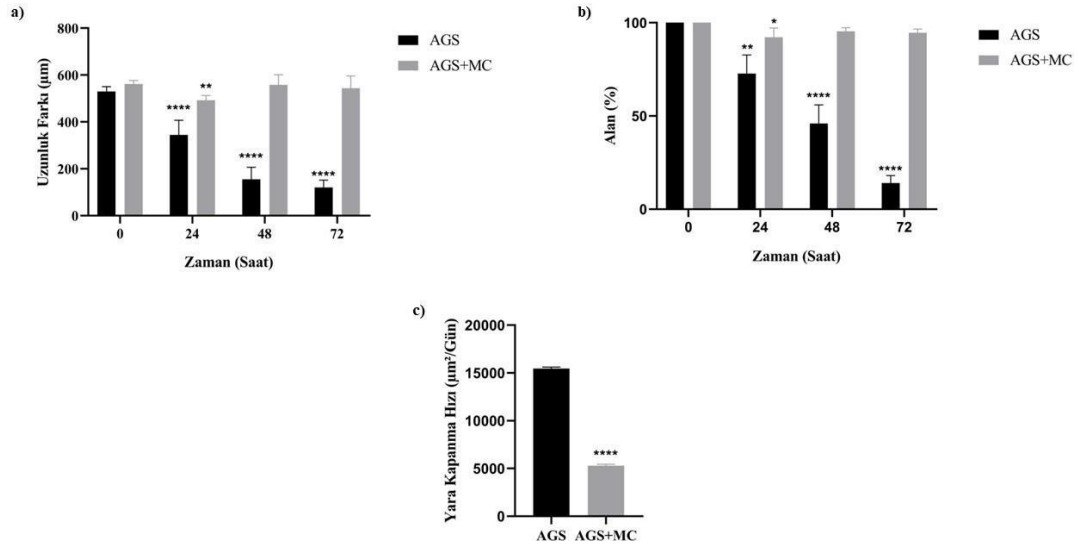 a)
Uzunluk Farkı (µm)
800
600
400
200
0
****
**
****
****
0 24 48 72
Zaman (Saat)
AGS
AGS+MC
b)
Alan (%)
100
50
0
**
*
****
****
0 24 48 72
Zaman (Saat)
AGS
AGS+MC
c)
Yara Kapanma Hızı (µm²/Gün)
20000
15000
10000
5000
0
****
AGS AGS+MC